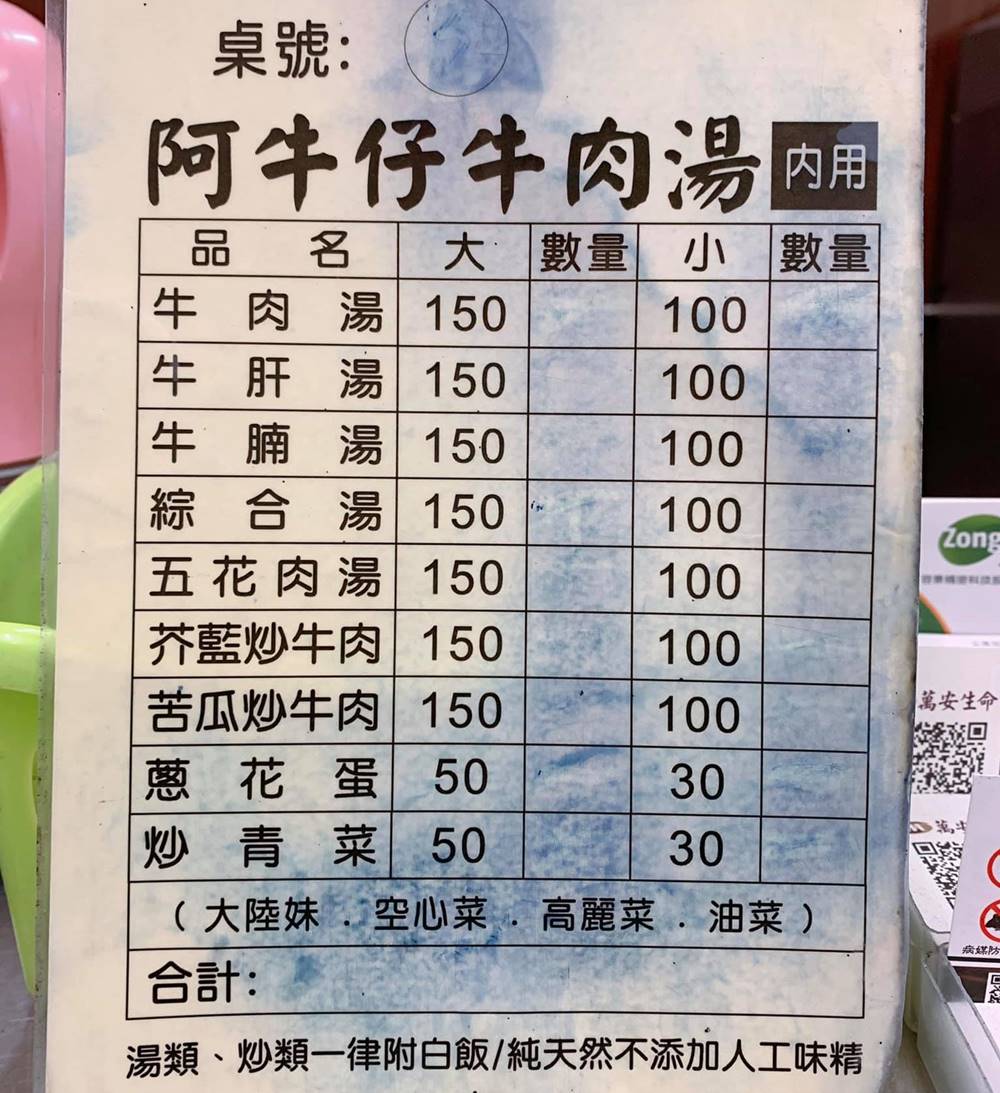 桌號:
阿牛仔牛肉湯 內用
品名 大 數量 小 數量
牛肉湯 150 100
牛肝湯 150 100
牛腩湯 150 100
綜合湯 150 100
五花肉湯 150 100
芥藍炒牛肉 150 100
苦瓜炒牛肉 150 100
蔥花蛋 50 30
炒青菜 50 30
(大陸妹.空心菜.高麗菜.油菜)
合計:
湯類、炒類一律附白飯/純天然不添加人工味精
Zong
萬安生命